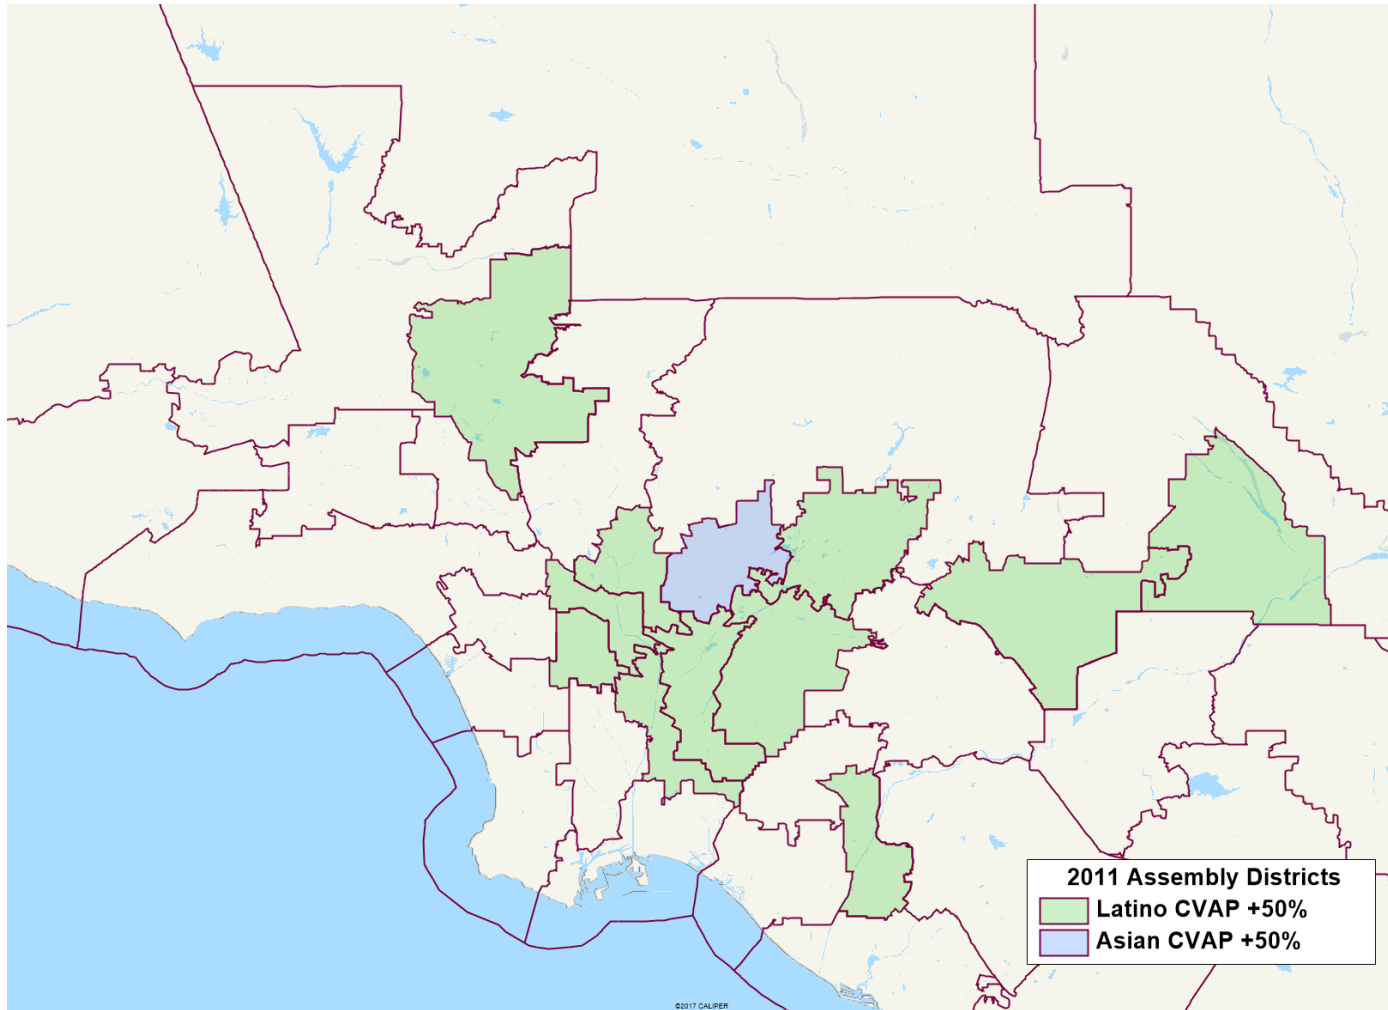 2011 Assembly Districts
Latino CVAP +50%
Asian CVAP +50%
©2017 CALIPER